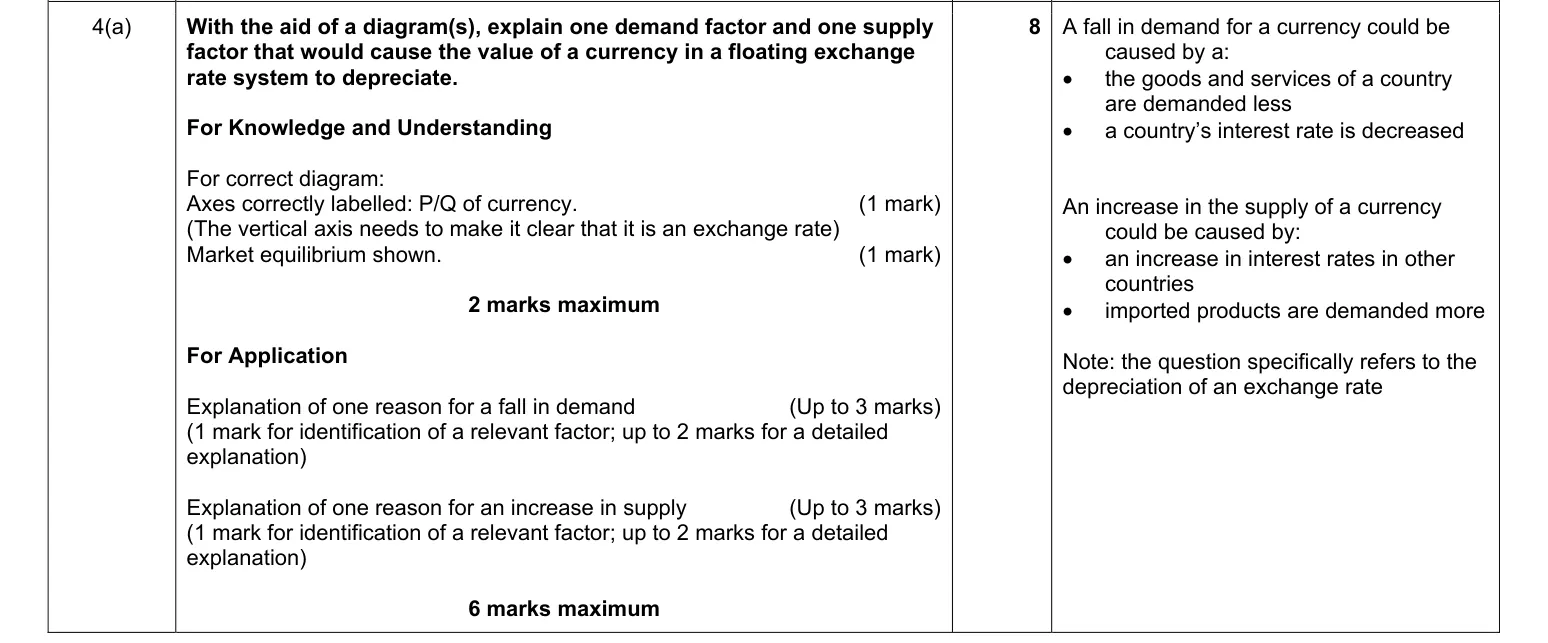 4(a)
With the aid of a diagram(s), explain one demand factor and one supply
factor that would cause the value of a currency in a floating exchange
rate system to depreciate.
For Knowledge and Understanding
For correct diagram:
Axes correctly labelled: P/Q of currency. (1 mark)
(The vertical axis needs to make it clear that it is an exchange rate)
Market equilibrium shown. (1 mark)
2 marks maximum
For Application
Explanation of one reason for a fall in demand (Up to 3 marks)
(1 mark for identification of a relevant factor; up to 2 marks for a detailed
explanation)
Explanation of one reason for an increase in supply (Up to 3 marks)
(1 mark for identification of a relevant factor; up to 2 marks for a detailed
explanation)
6 marks maximum
8
A fall in demand for a currency could be
caused by a:
• the goods and services of a country
are demanded less
• a country’s interest rate is decreased
An increase in the supply of a currency
could be caused by:
• an increase in interest rates in other
countries
• imported products are demanded more
Note: the question specifically refers to the
depreciation of an exchange rate